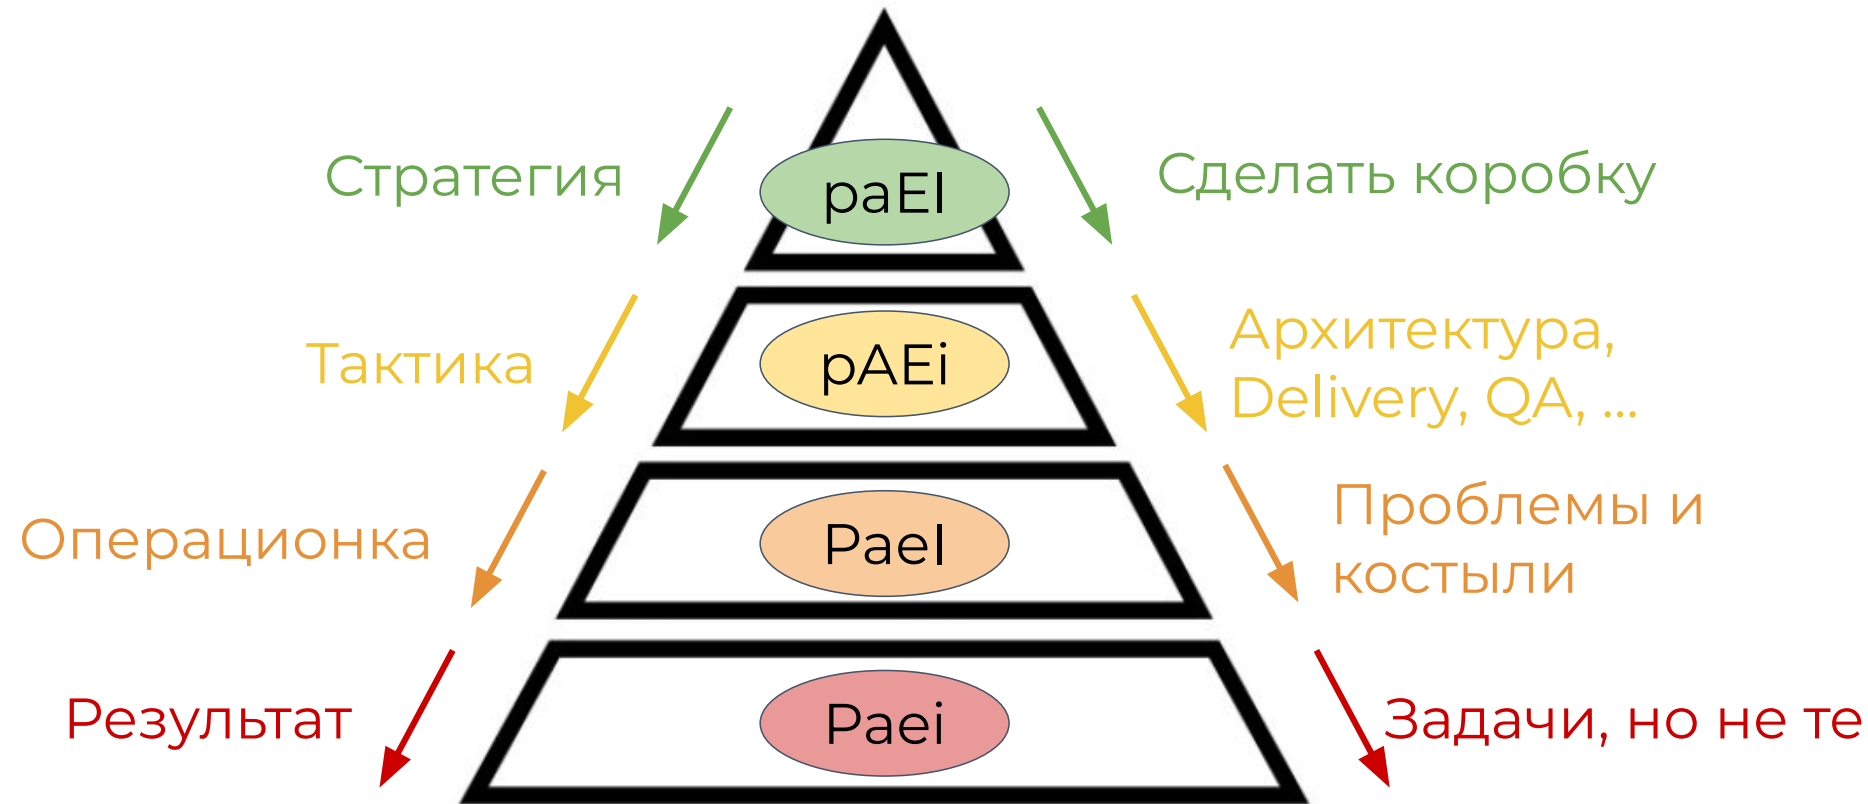 Стратегия
paEI
Сделать коробку
Тактика
pAEi
Архитектура,
Delivery, QA, ...
Операционка
PaeI
Проблемы и
костыли
Результат
Paei
Задачи, но не те